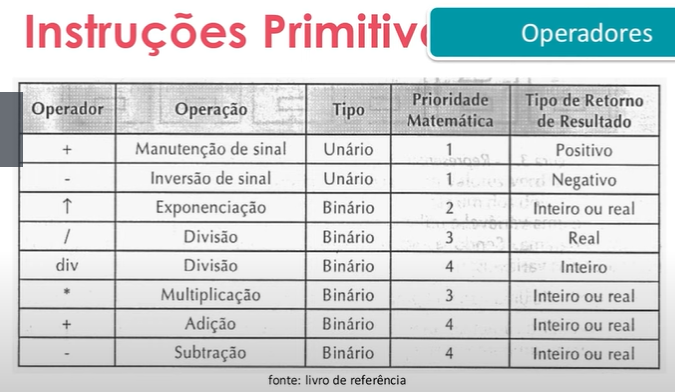 Instruções Primitiv
Operadores
Operador Operação Tipo Prioridade Matemática Tipo de Retorno de Resultado
+ Manutenção de sinal Unário 1 Positivo
- Inversão de sinal Unário 1 Negativo
↑ Exponenciação Binário 2 Inteiro ou real
/ Divisão Binário 3 Real
div Divisão Binário 4 Inteiro
* Multiplicação Binário 3 Inteiro ou real
+ Adição Binário 4 Inteiro ou real
- Subtração Binário 4 Inteiro ou real
fonte: livro de referência